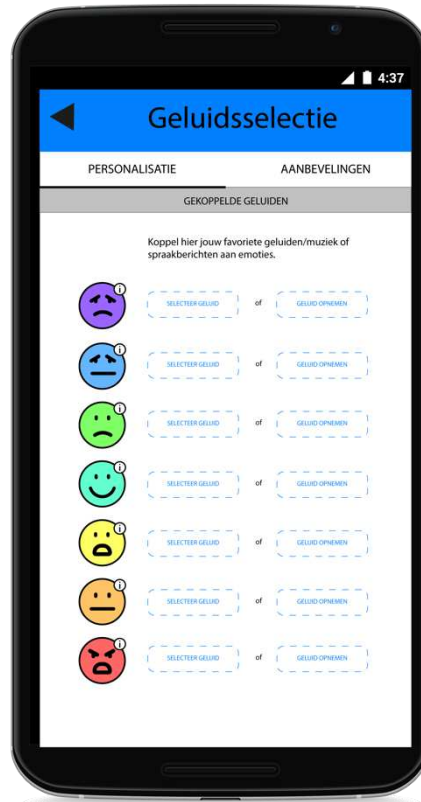 4:37
Geluidsselectie
PERSONALISATIE AANBEVELINGEN
GEKOPPELDE GELUIDEN
Koppel hier jouw favoriete geluiden/muziek of
spraakberichten aan emoties.
i
SELECTEER GELUID of GELUID OPNEMEN
i
SELECTEER GELUID of GELUID OPNEMEN
i
SELECTEER GELUID of GELUID OPNEMEN
i
SELECTEER GELUID of GELUID OPNEMEN
i
SELECTEER GELUID of GELUID OPNEMEN
i
SELECTEER GELUID of GELUID OPNEMEN
i
SELECTEER GELUID of GELUID OPNEMEN